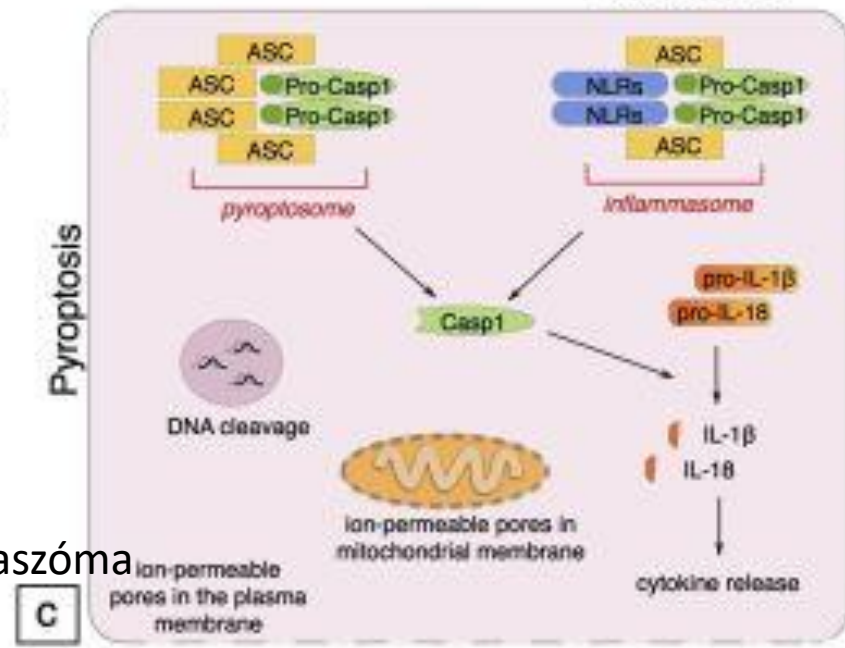 ASC
ASC Pro-Casp1
ASC Pro-Casp1
ASC
pyroptosome
ASC
NLRs Pro-Casp1
NLRs Pro-Casp1
ASC
inflammasome
Pyroptosis
pro-IL-1β
pro-IL-18
Casp1
DNA cleavage
IL-1β
IL-18
ion-permeable pores in
mitochondrial membrane
cytokine release
aszóma
ion-permeable
pores in the plasma
membrane
C